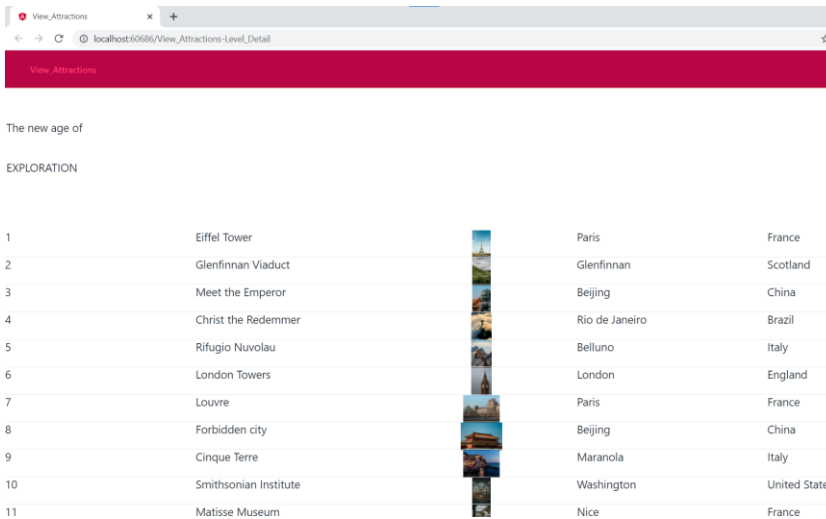 View_Attractions
localhost:60686/View_Attractions-Level_Detail
View_Attractions
The new age of
EXPLORATION
1 Eiffel Tower Paris France
2 Glenfinnan Viaduct Glenfinnan Scotland
3 Meet the Emperor Beijing China
4 Christ the Redemmer Rio de Janeiro Brazil
5 Rifugio Nuvolau Belluno Italy
6 London Towers London England
7 Louvre Paris France
8 Forbidden city Beijing China
9 Cinque Terre Maranola Italy
10 Smithsonian Institute Washington United State
11 Matisse Museum Nice France